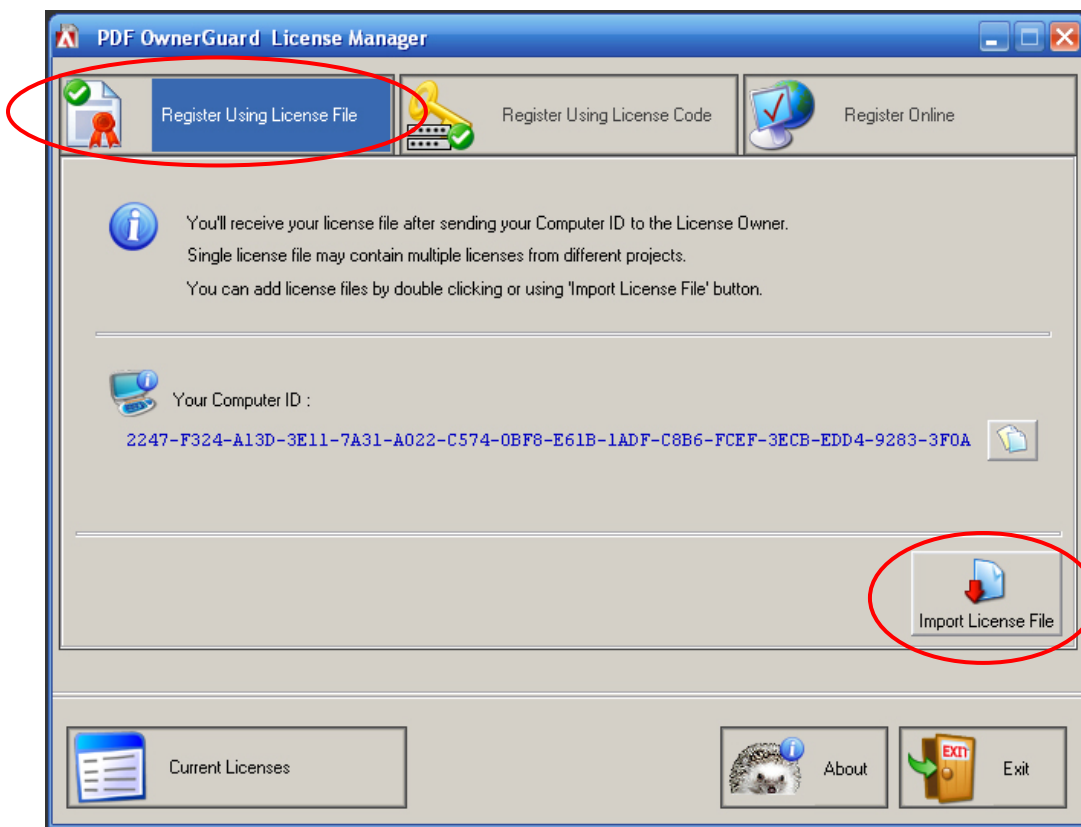 PDF OwnerGuard License Manager
Register Using License File
Register Using License Code
Register Online
You'll receive your license file after sending your Computer ID to the License Owner.
Single license file may contain multiple licenses from different projects.
You can add license files by double clicking or using 'Import License File' button.
Your Computer ID :
2247-F324-A13D-3E11-7A31-A022-C574-0BF8-E61B-1ADF-C8B6-FCEF-3ECB-EDD4-9283-3F0A
Import License File
Current Licenses
About
EXIT
Exit